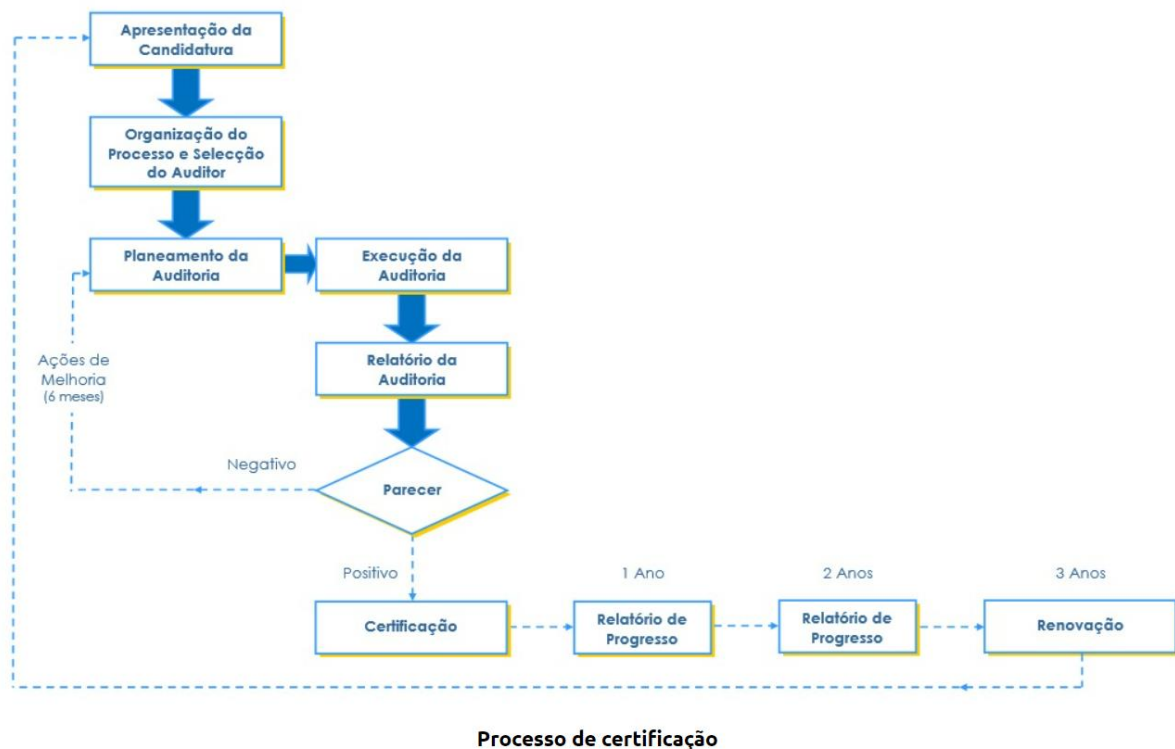 Apresentação da
Candidatura
Organização do
Processo e Selecção
do Auditor
Planeamento da
Auditoria
Execução da
Auditoria
Ações de
Melhoria
(6 meses)
Relatório da
Auditoria
Negativo
Parecer
Positivo
1 Ano
2 Anos
3 Anos
Certificação
Relatório de
Progresso
Relatório de
Progresso
Renovação
Processo de certificação